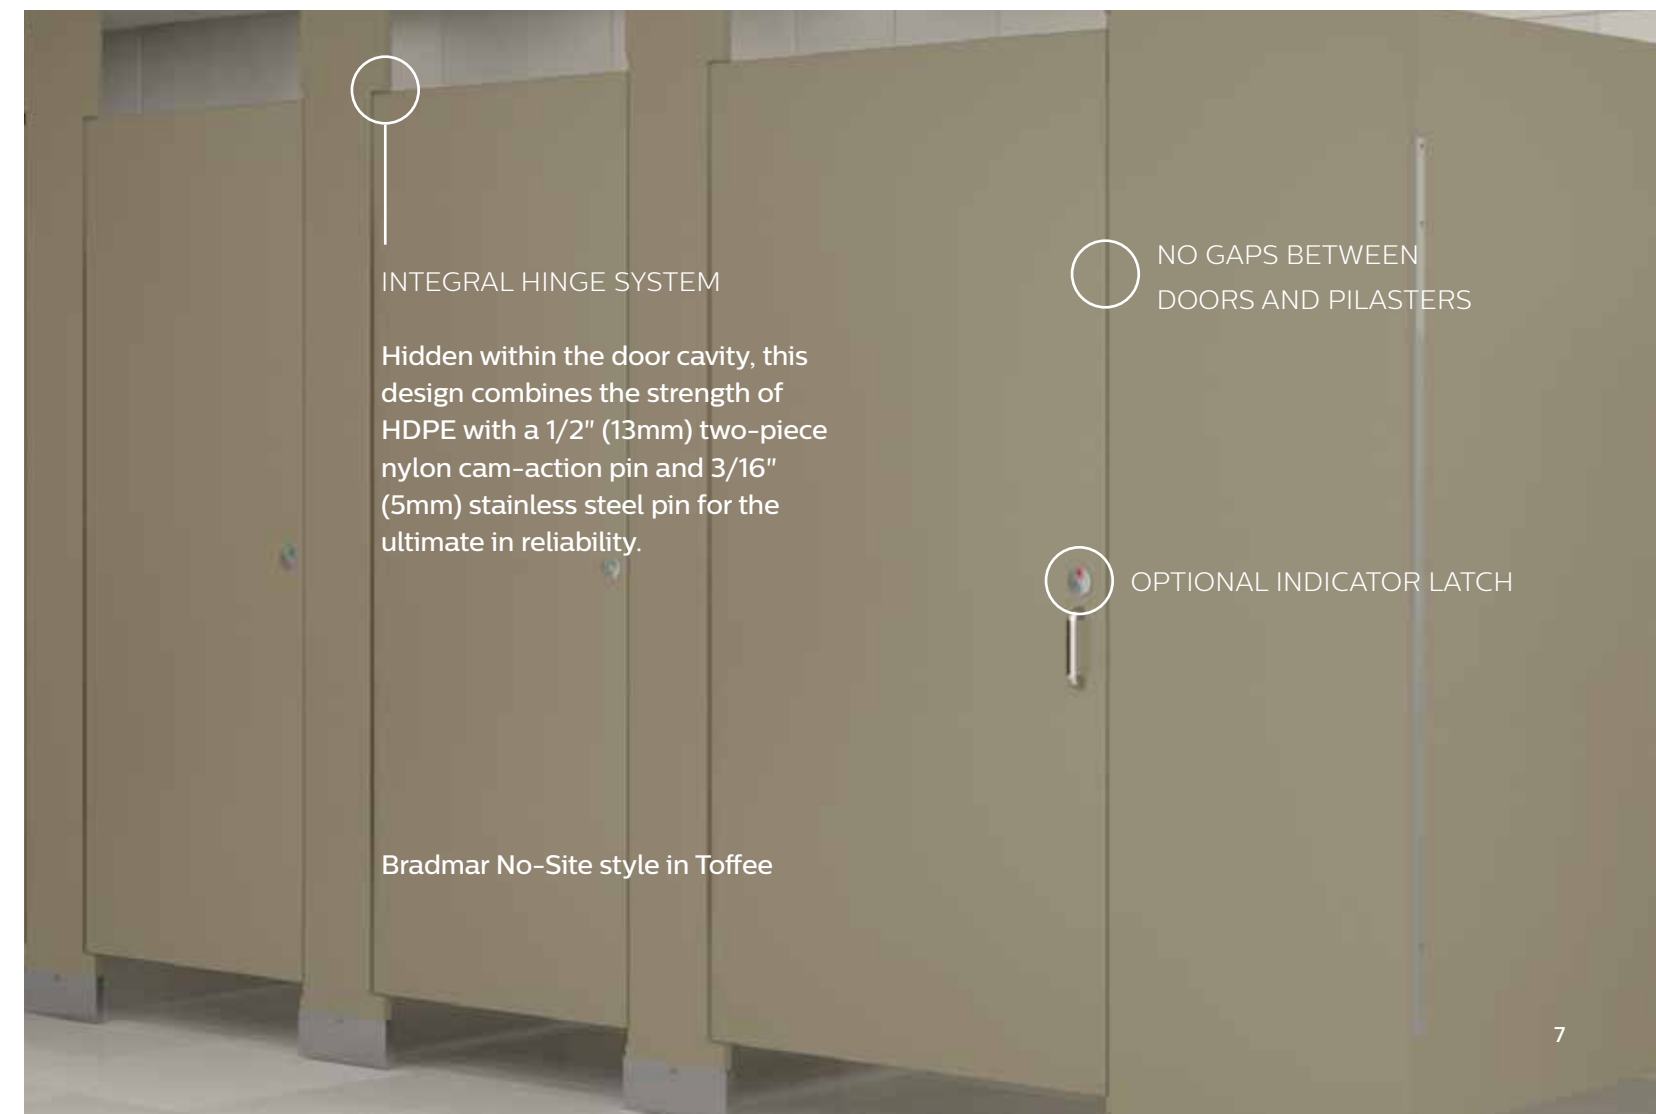 INTEGRAL HINGE SYSTEM
Hidden within the door cavity, this
design combines the strength of
HDPE with a 1/2" (13mm) two-piece
nylon cam-action pin and 3/16"
(5mm) stainless steel pin for the
ultimate in reliability.
NO GAPS BETWEEN
DOORS AND PILASTERS
OPTIONAL INDICATOR LATCH
Bradmar No-Site style in Toffee
7